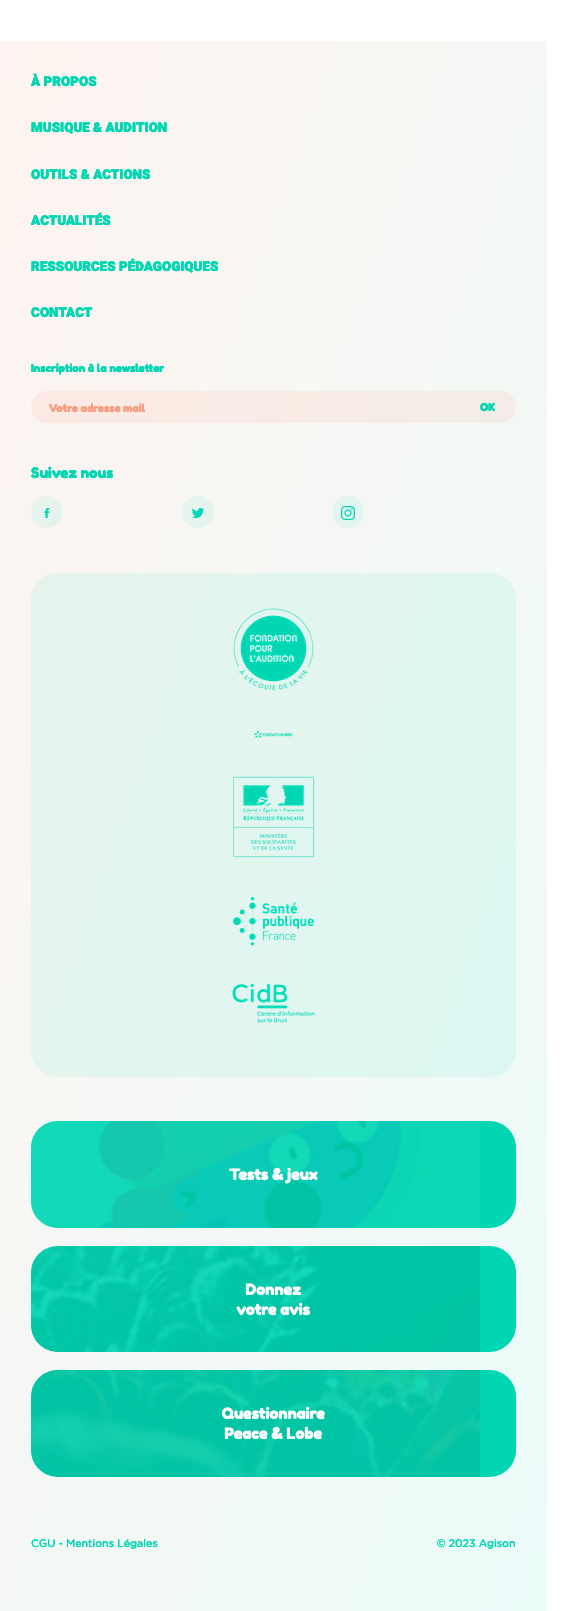 À PROPOS
MUSIQUE & AUDITION
OUTILS & ACTIONS
ACTUALITÉS
RESSOURCES PÉDAGOGIQUES
CONTACT
Inscription à la newsletter
Votre adresse mail OK
Suivez nous
FONDATION
POUR
L'AUDITION
À L'ÉCOUTE DE LA VIE
Liberté • Égalité • Fraternité
RÉPUBLIQUE FRANÇAISE
MINISTÈRE
DES SOLIDARITÉS
ET DE LA SANTÉ
Santé
publique
France
CidB
Centre d'Information
sur le Bruit
Tests & jeux
Donnez
votre avis
Questionnaire
Peace & Lobe
CGU - Mentions Légales © 2023 Agison